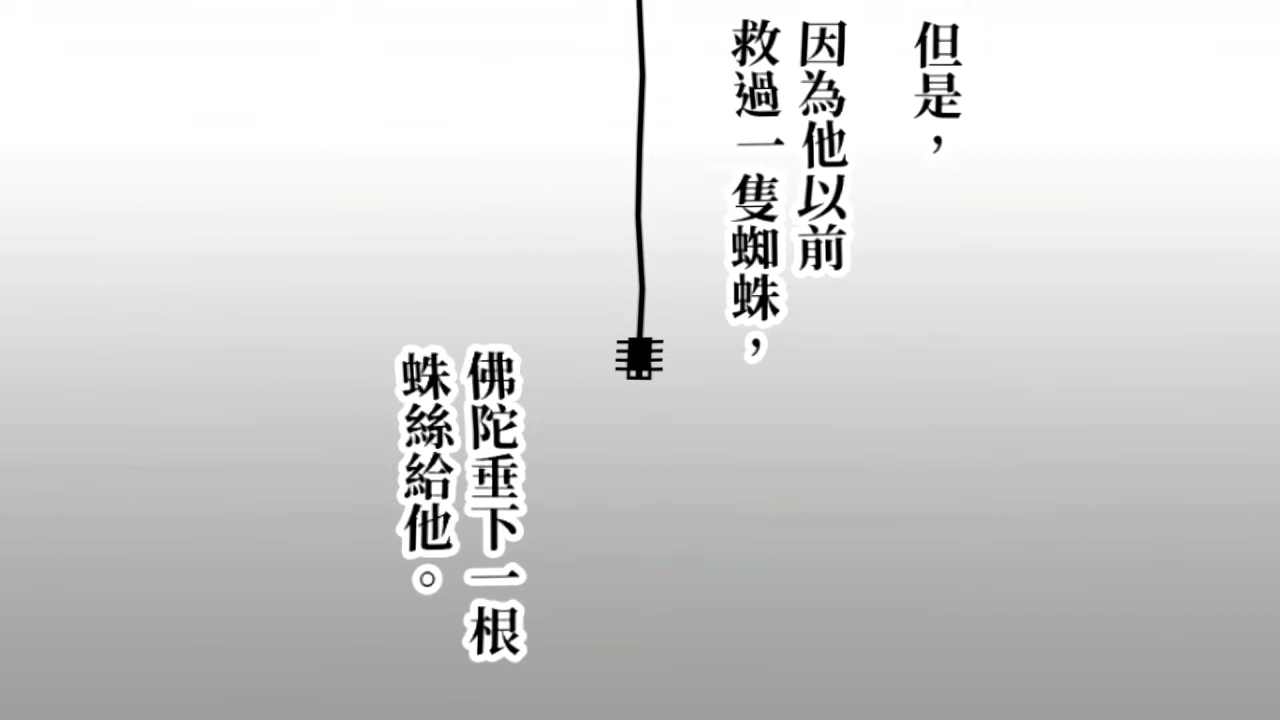 但是，
因為他以前
救過一隻蜘蛛，
佛陀垂下一根
蛛絲給他。